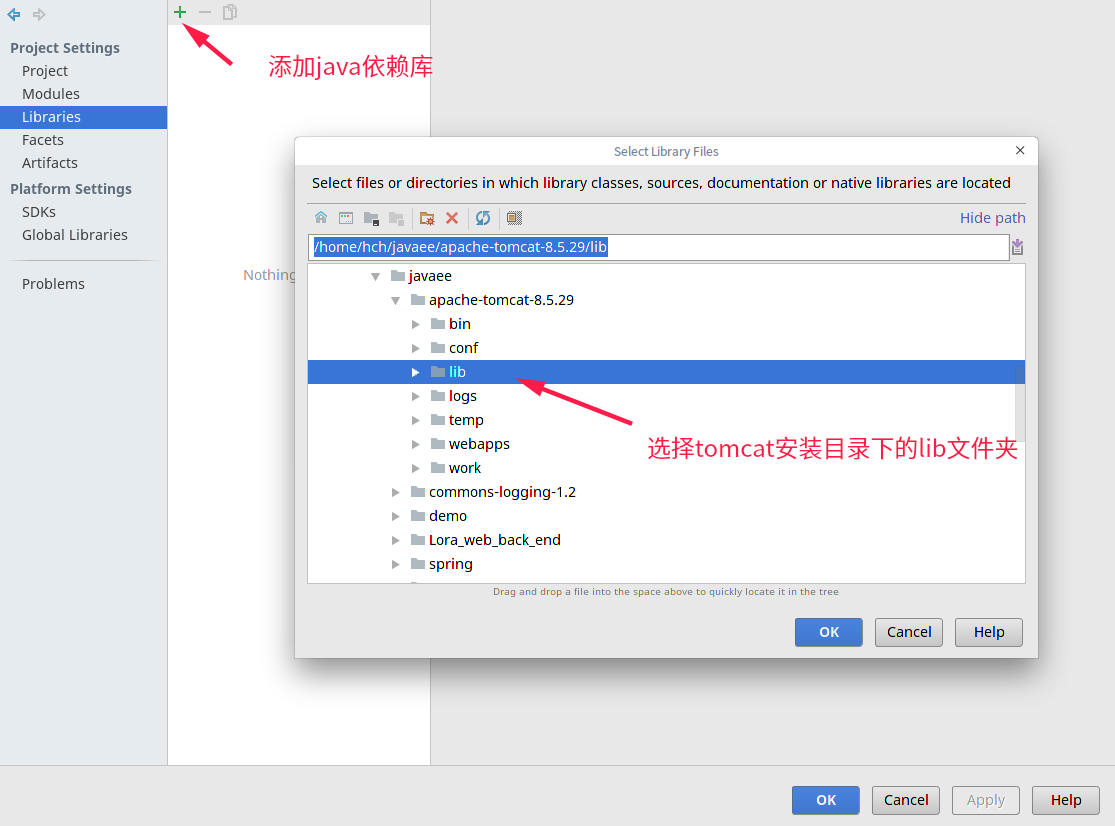 Project Settings
Project
Modules
Libraries
Facets
Artifacts
Platform Settings
SDKs
Global Libraries
Problems
添加java依赖库
Nothing
Select Library Files
Select files or directories in which library classes, sources, documentation or native libraries are located
Hide path
/home/hch/javaee/apache-tomcat-8.5.29/lib
javaee
apache-tomcat-8.5.29
bin
conf
lib
logs
temp
webapps
work
commons-logging-1.2
demo
Lora_web_back_end
spring
选择tomcat安装目录下的lib文件夹
Drag and drop a file into the space above to quickly locate it in the tree
OK Cancel Help
OK Cancel Apply Help